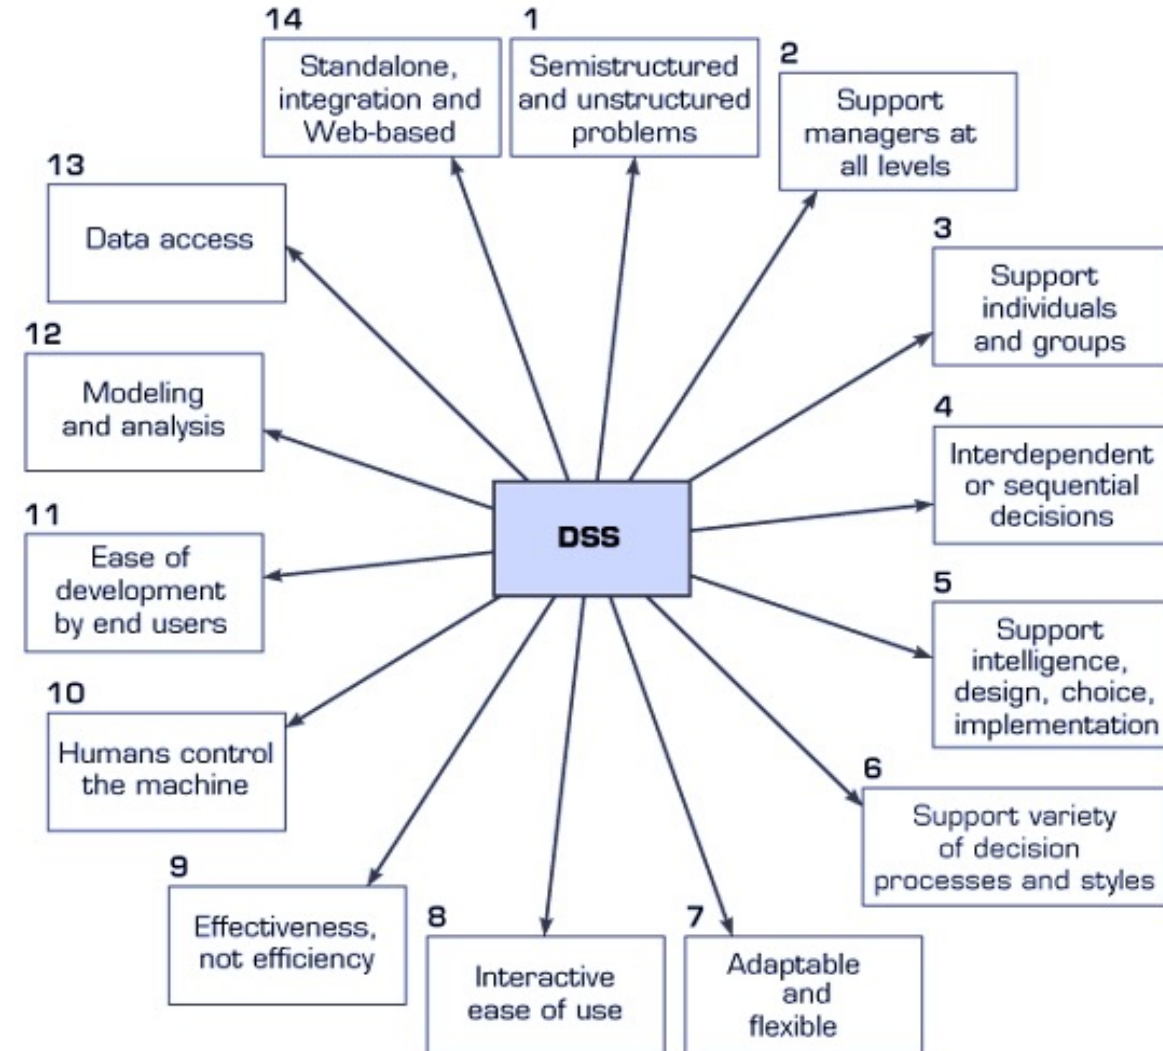 14
Standalone,
integration and
Web-based
1
Semistructured
and unstructured
problems
2
Support
managers at
all levels
13
Data access
3
Support
individuals
and groups
12
Modeling
and analysis
4
Interdependent
or sequential
decisions
DSS
11
Ease of
development
by end users
5
Support
intelligence,
design, choice,
implementation
10
Humans control
the machine
6
Support variety
of decision
processes and styles
9
Effectiveness,
not efficiency
8
Interactive
ease of use
7
Adaptable
and
flexible